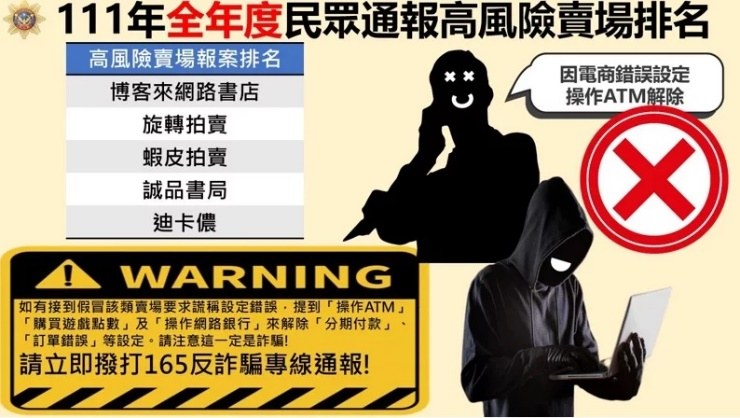 111年全年度民眾通報高風險賣場排名
高風險賣場報案排名
博客來網路書店
旋轉拍賣
蝦皮拍賣
誠品書局
迪卡儂
因電商錯誤設定
操作ATM解除
WARNING
如有接到假冒該類賣場要求謊稱設定錯誤，提到「操作ATM」
「購買遊戲點數」及「操作網路銀行」來解除「分期付款」、
「訂單錯誤」等設定。請注意這一定是詐騙!
請立即撥打165反詐騙專線通報!